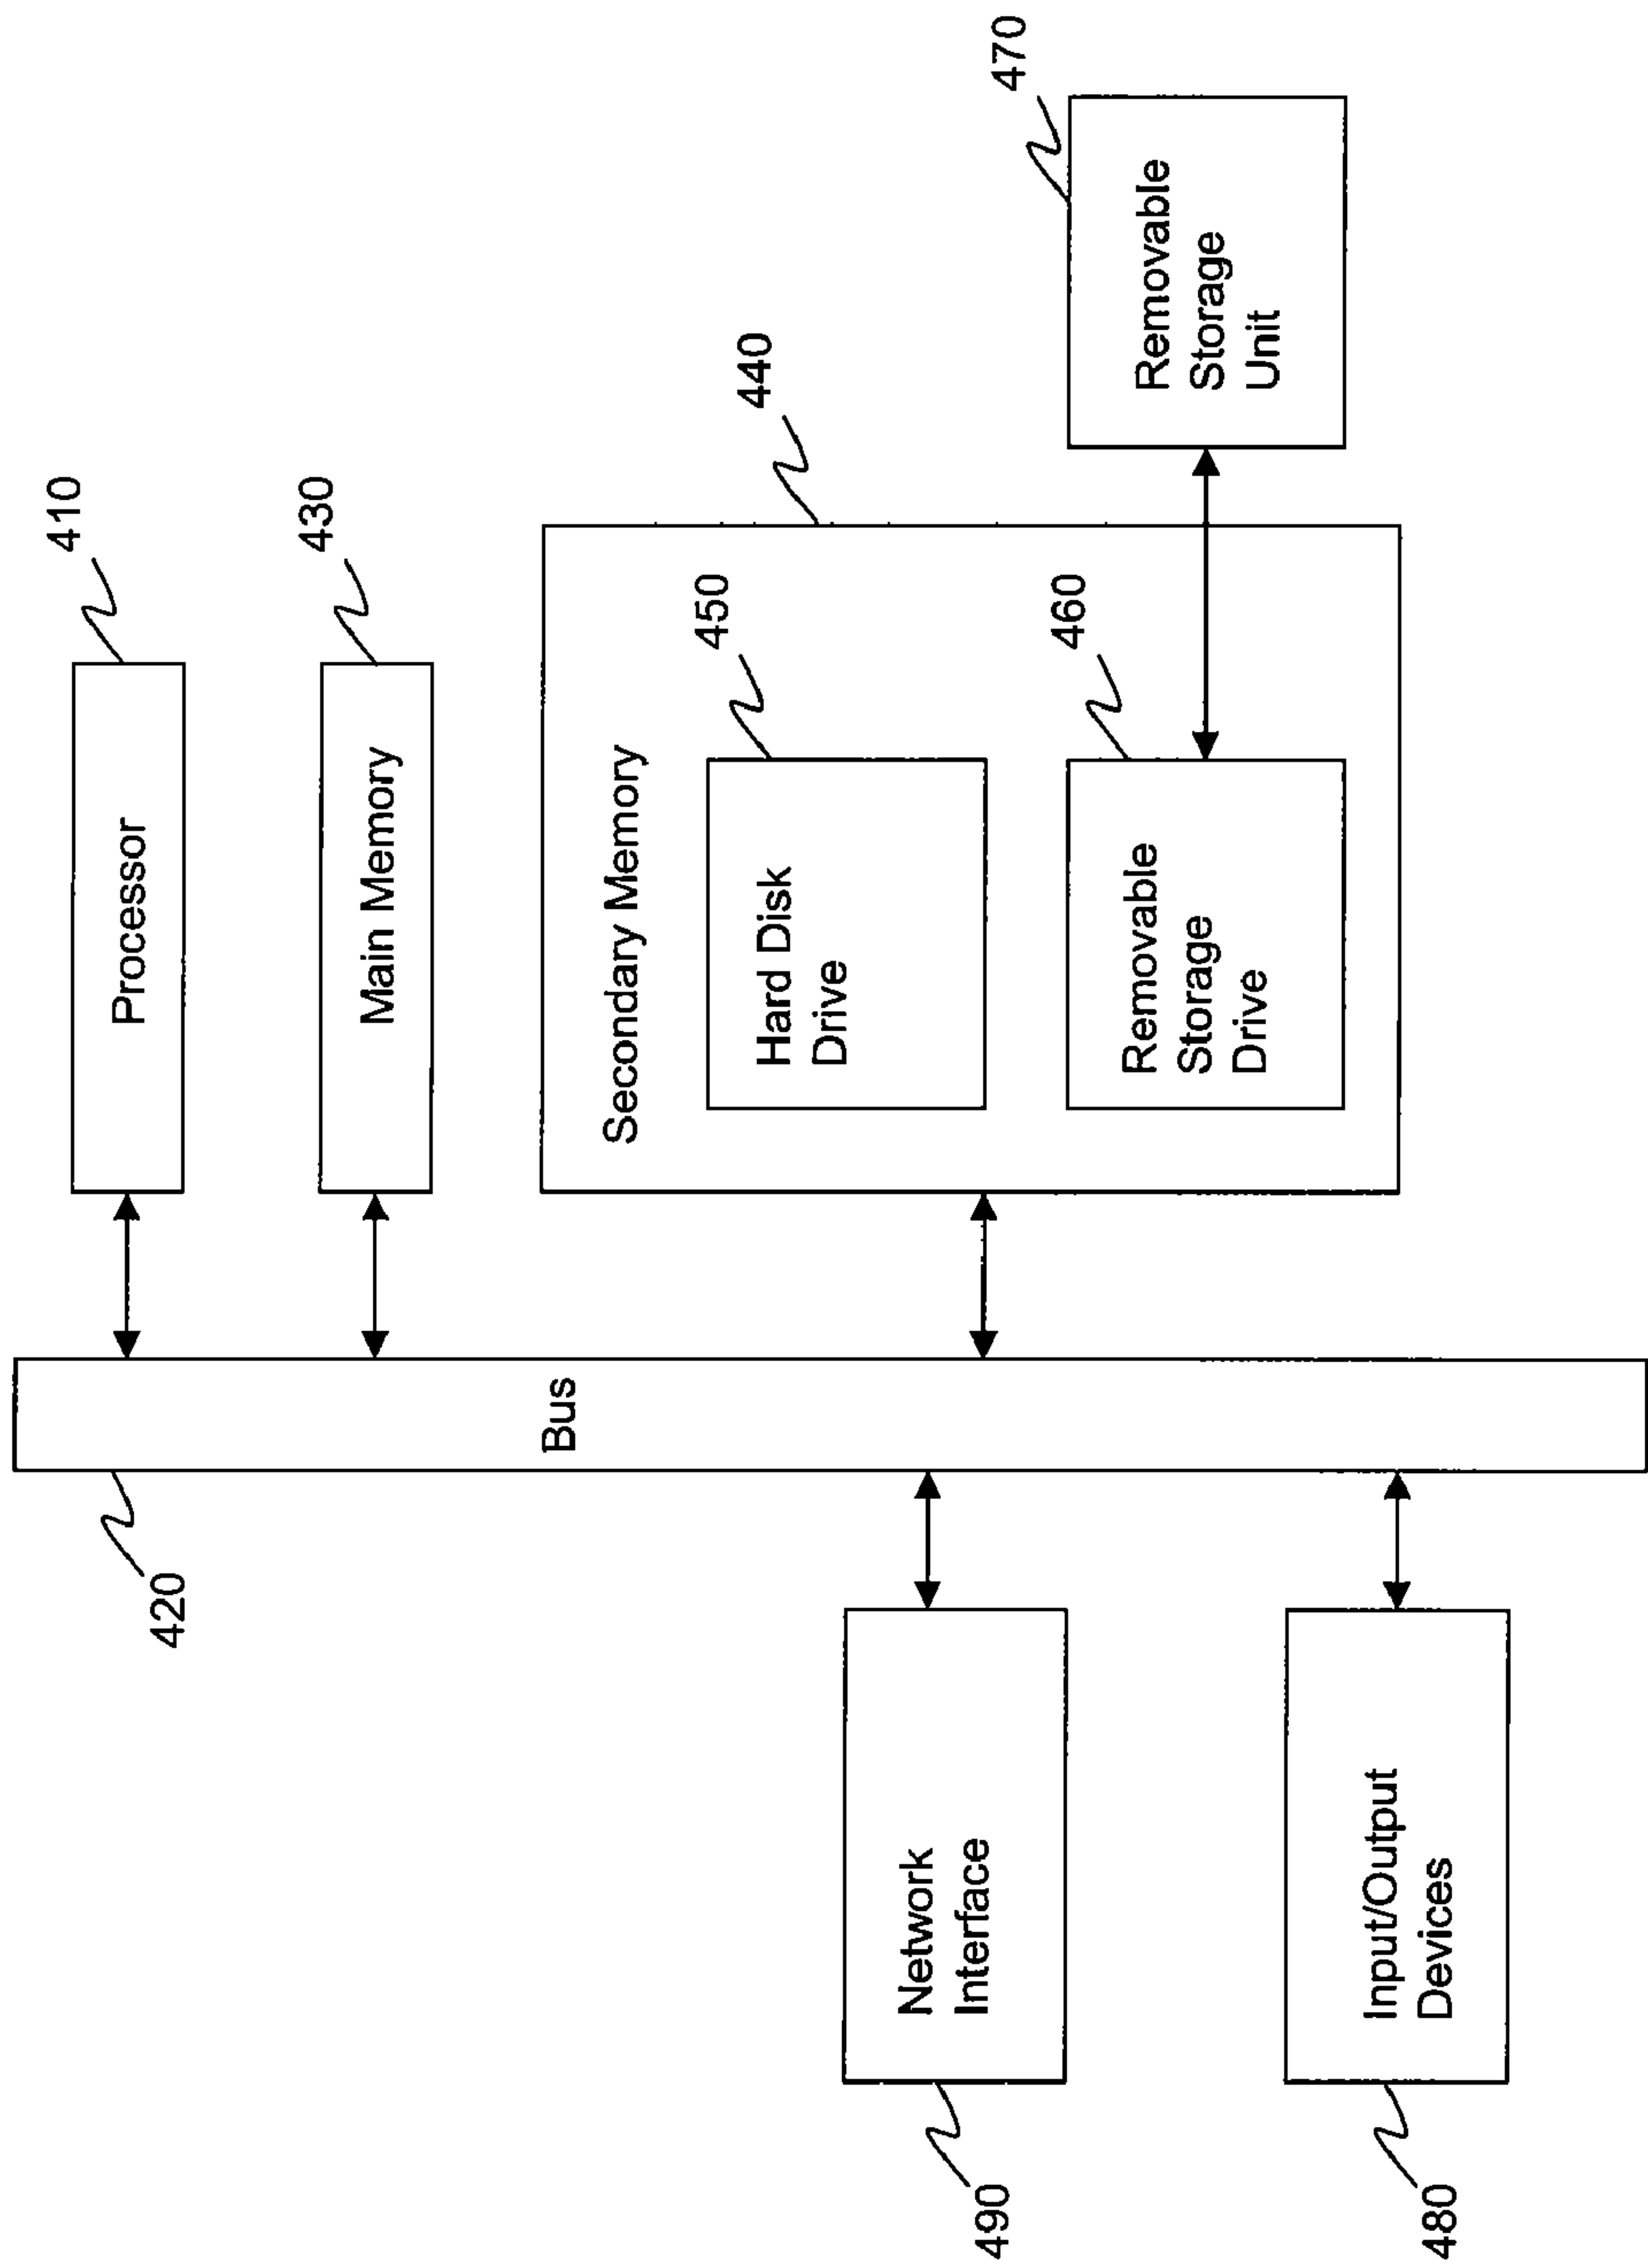 410
Processor
430
Main Memory
440
Secondary Memory
450
Hard Disk
Drive
460
Removable
Storage
Drive
470
Removable
Storage
Unit
420
Bus
490
Network
Interface
480
Input/Output
Devices